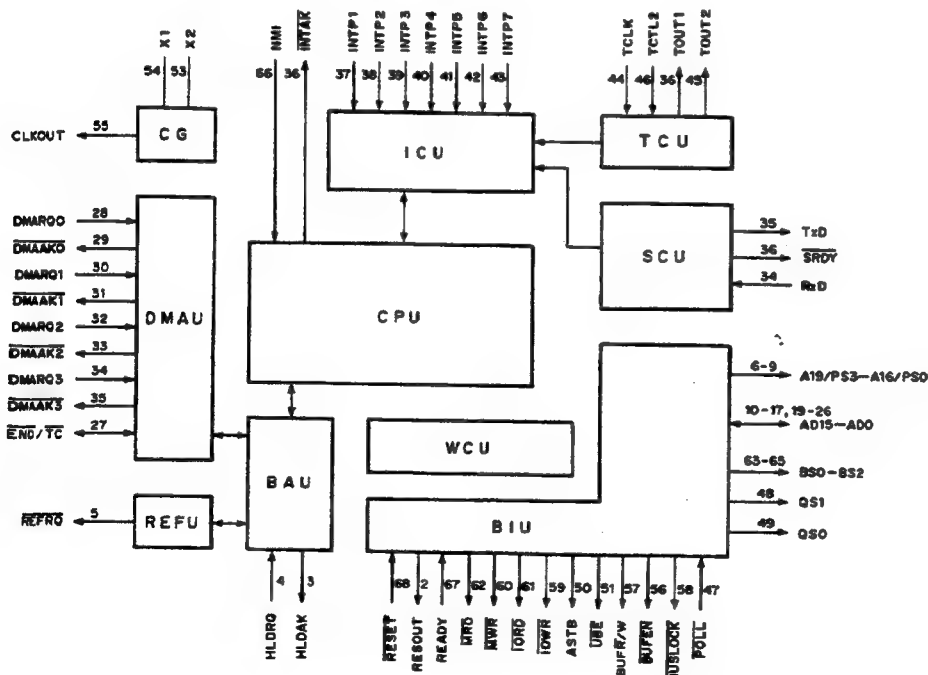 X1
X2
54
53
NMI
INTAK
66
36
INTP1
INTP2
INTP3
INTP4
INTP5
INTP6
INTP7
37
38
39
40
41
42
43
TCLK
TCTL2
TOUT1
TOUT2
44
46
36
45
CLKOUT
55
CG
ICU
TCU
DMARQ0
28
DMAAK0
29
DMARQ1
30
DMAAK1
31
DMARQ2
32
DMAAK2
33
DMARQ3
34
DMAAK3
35
END/TC
27
DMAU
CPU
SCU
35
TxD
36
SRDY
34
RxD
6-9
A19/PS3-A16/PS0
10-17, 19-26
AD15-AD0
63-65
BS0-BS2
48
QS1
49
QS0
WCU
BAU
BIU
REFRQ
5
REFU
4
3
HLDRQ
HLDAK
68
2
67
62
60
61
59
50
51
57
56
58
47
RESET
RESOUT
READY
MRD
MWR
IORD
IOWR
ASTB
UBE
BUFR/W
BUFEN
BUSLOCK
POLL